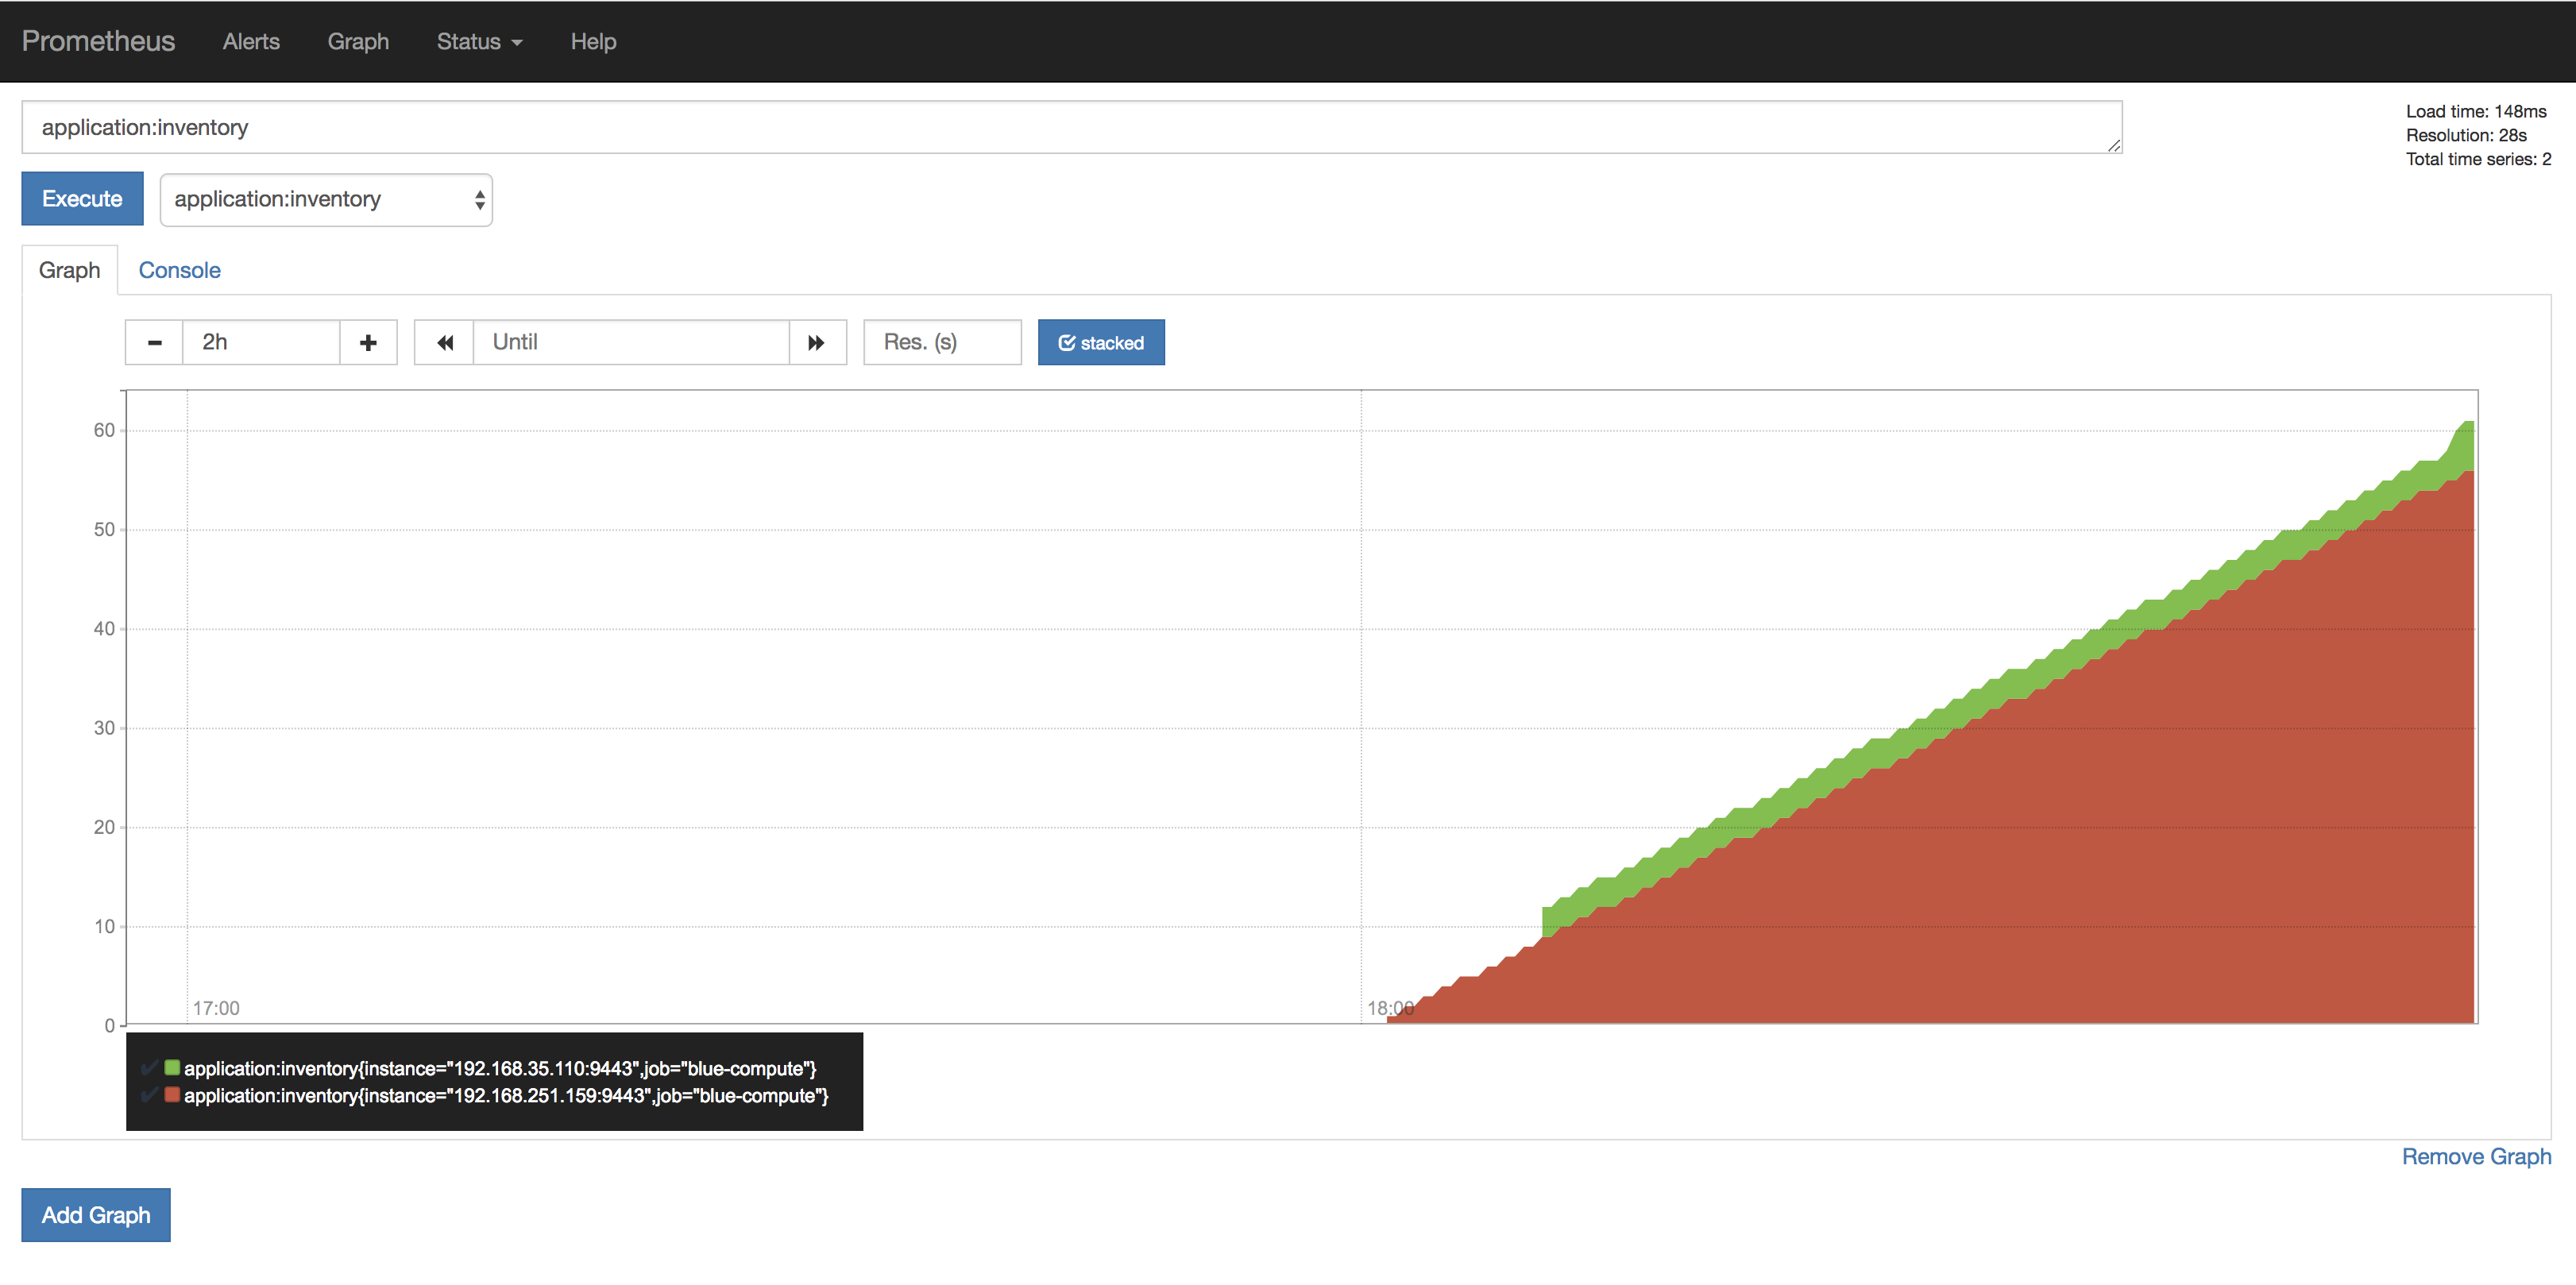 Prometheus Alerts Graph Status Help
application:inventory
Load time: 148ms
Resolution: 28s
Total time series: 2
Execute application:inventory
Graph Console
2h Until Res. (s) stacked
60
50
40
30
20
10
0
17:00 18:00
application:inventory{instance="192.168.35.110:9443",job="blue-compute"}
application:inventory{instance="192.168.251.159:9443",job="blue-compute"}
Remove Graph
Add Graph